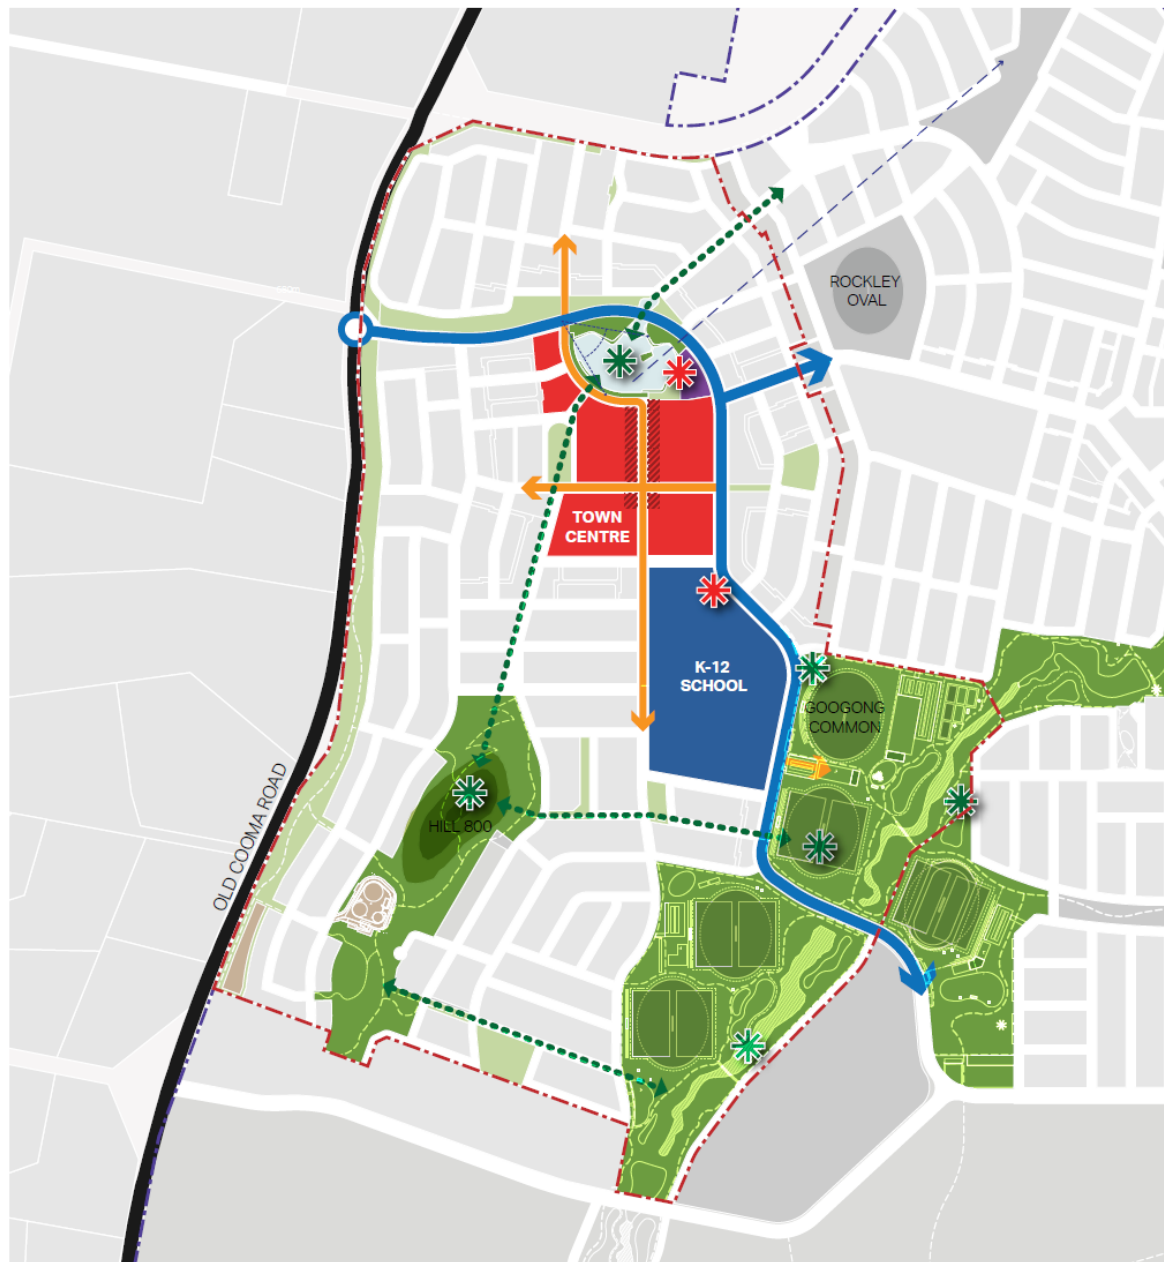 ROCKLEY
OVAL
TOWN
CENTRE
K-12
SCHOOL
GOOGONG
COMMON
HILL 800
OLD COOMA ROAD